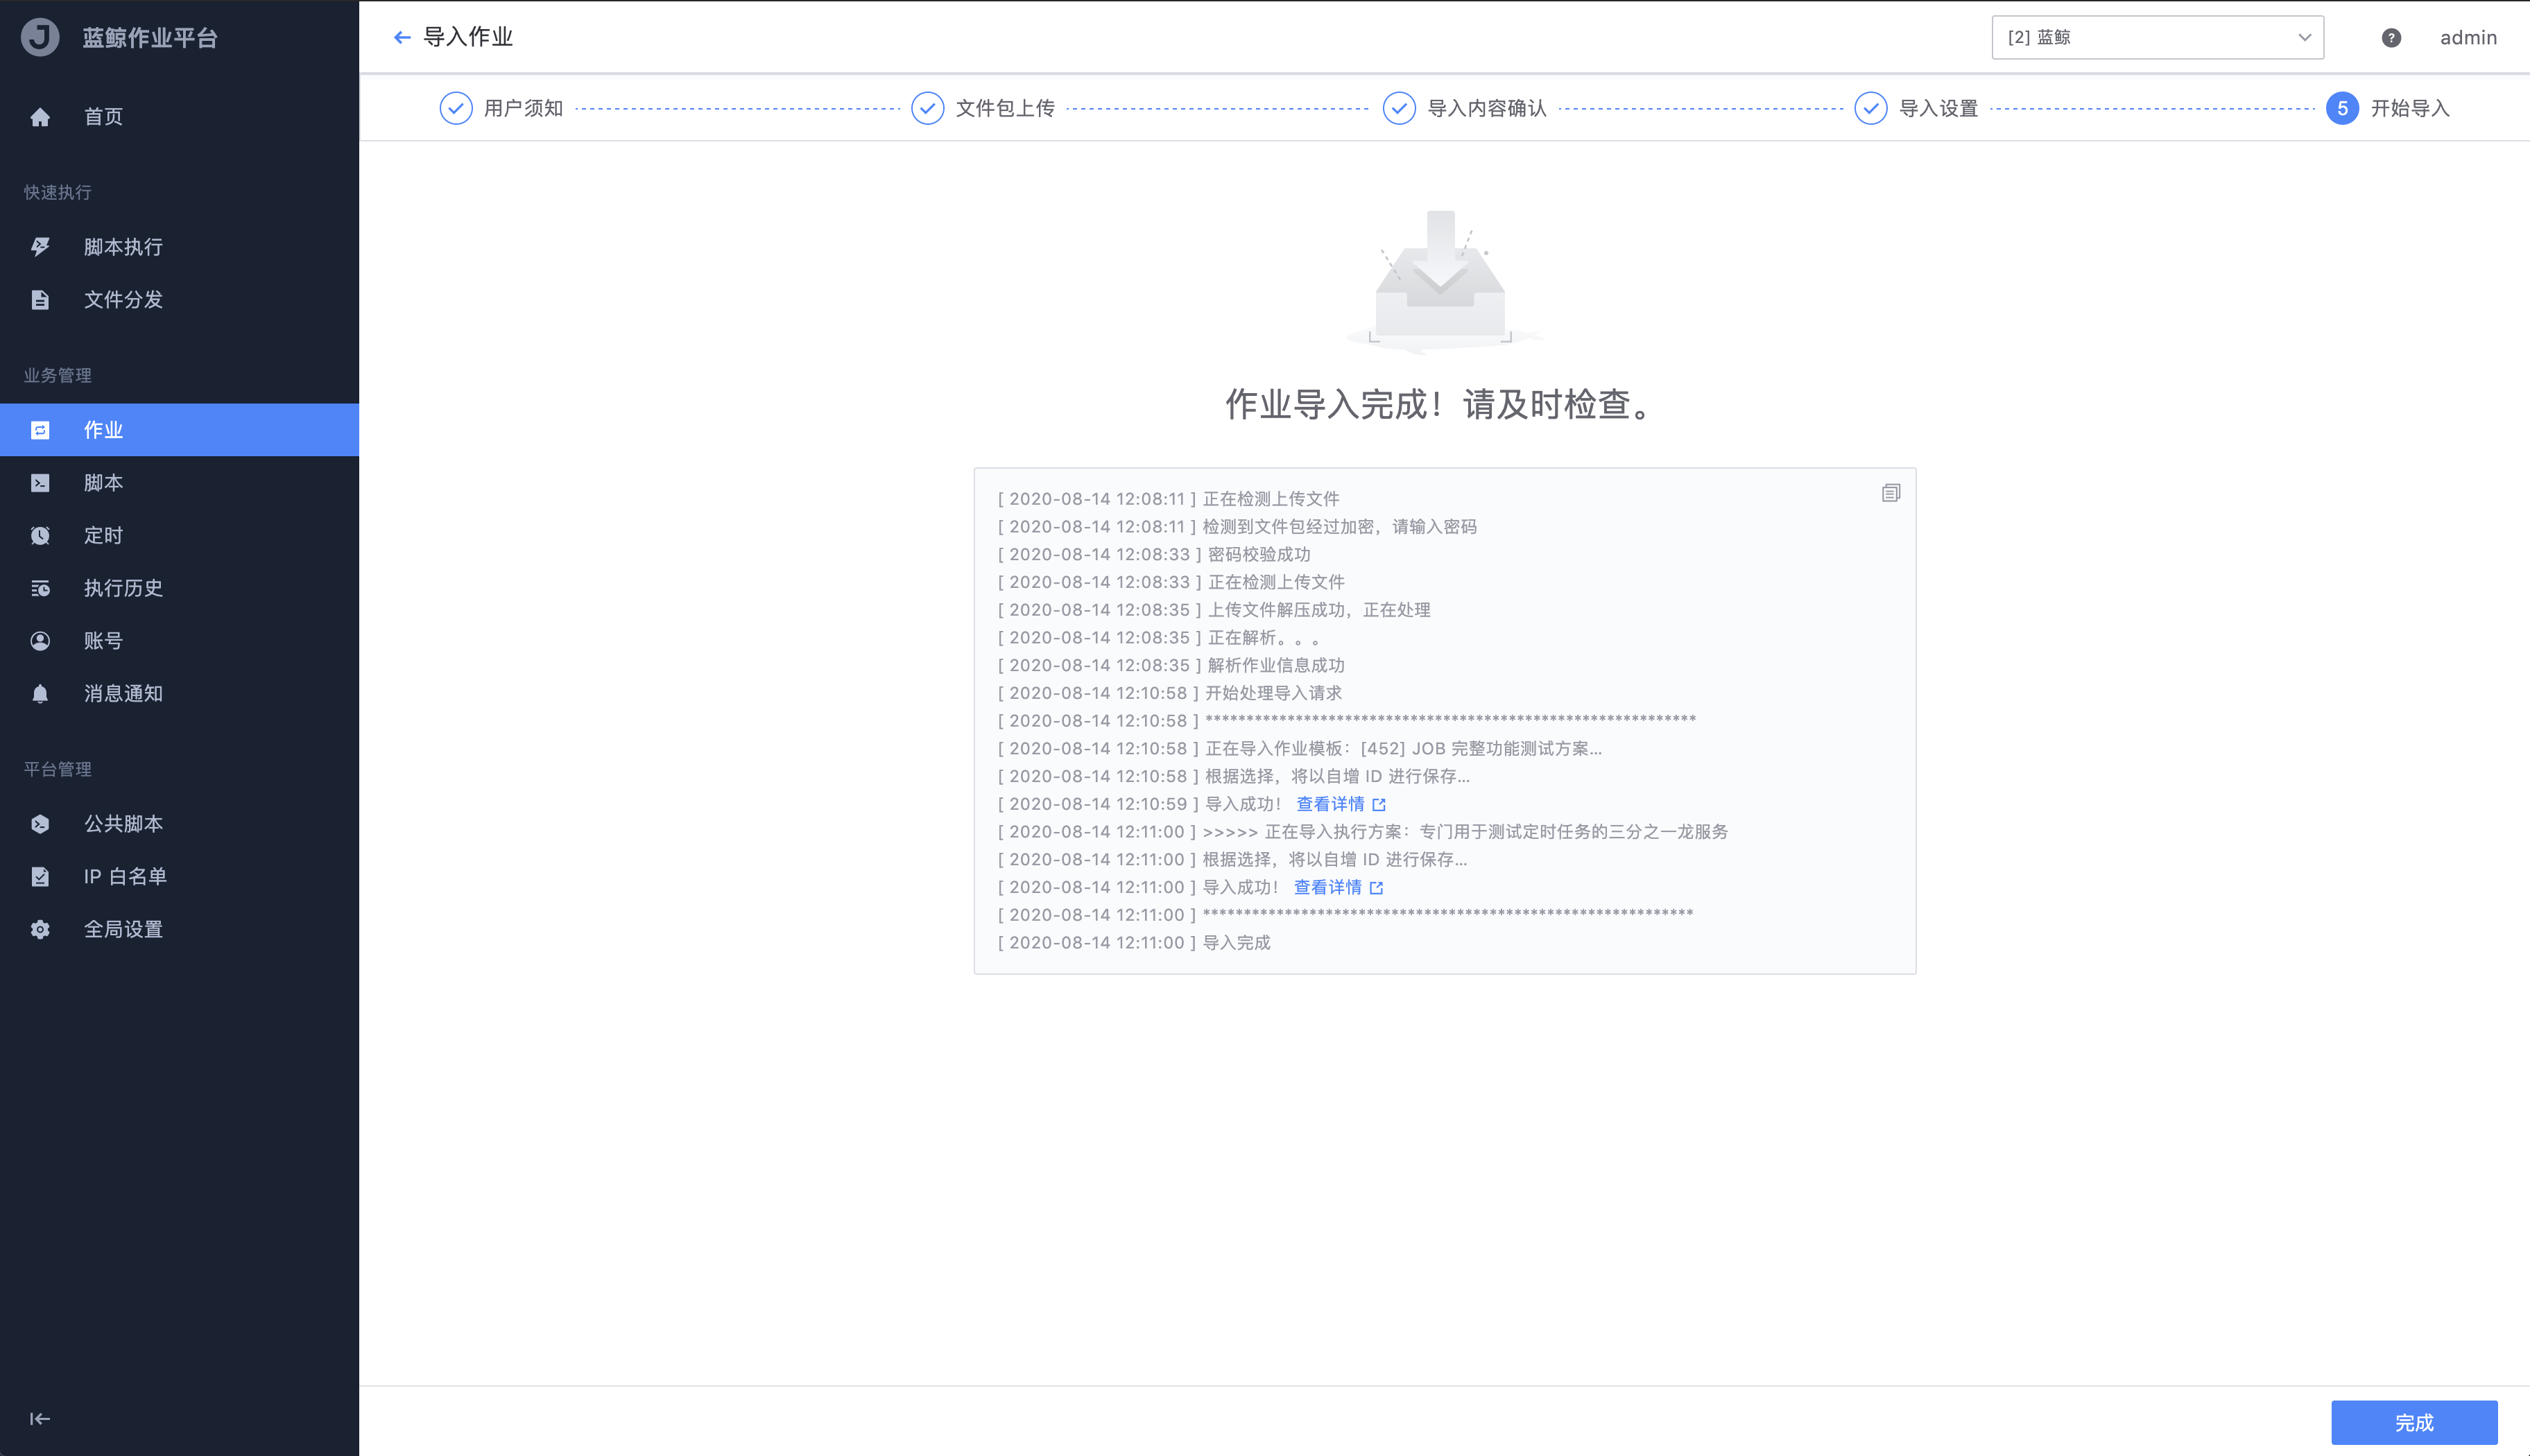 蓝鲸作业平台
首页
快速执行
脚本执行
文件分发
业务管理
作业
脚本
定时
执行历史
账号
消息通知
平台管理
公共脚本
IP 白名单
全局设置
导入作业
[2] 蓝鲸
admin
用户须知
文件包上传
导入内容确认
导入设置
5 开始导入
作业导入完成！请及时检查。
[ 2020-08-14 12:08:11 ] 正在检测上传文件
[ 2020-08-14 12:08:11 ] 检测到文件包经过加密，请输入密码
[ 2020-08-14 12:08:33 ] 密码校验成功
[ 2020-08-14 12:08:33 ] 正在检测上传文件
[ 2020-08-14 12:08:35 ] 上传文件解压成功，正在处理
[ 2020-08-14 12:08:35 ] 正在解析。。。
[ 2020-08-14 12:08:35 ] 解析作业信息成功
[ 2020-08-14 12:10:58 ] 开始处理导入请求
[ 2020-08-14 12:10:58 ] ************************************************************
[ 2020-08-14 12:10:58 ] 正在导入作业模板：[452] JOB 完整功能测试方案...
[ 2020-08-14 12:10:58 ] 根据选择，将以自增 ID 进行保存...
[ 2020-08-14 12:10:59 ] 导入成功！ 查看详情
[ 2020-08-14 12:11:00 ] >>>>> 正在导入执行方案：专门用于测试定时任务的三分之一龙服务
[ 2020-08-14 12:11:00 ] 根据选择，将以自增 ID 进行保存...
[ 2020-08-14 12:11:00 ] 导入成功！ 查看详情
[ 2020-08-14 12:11:00 ] ************************************************************
[ 2020-08-14 12:11:00 ] 导入完成
完成